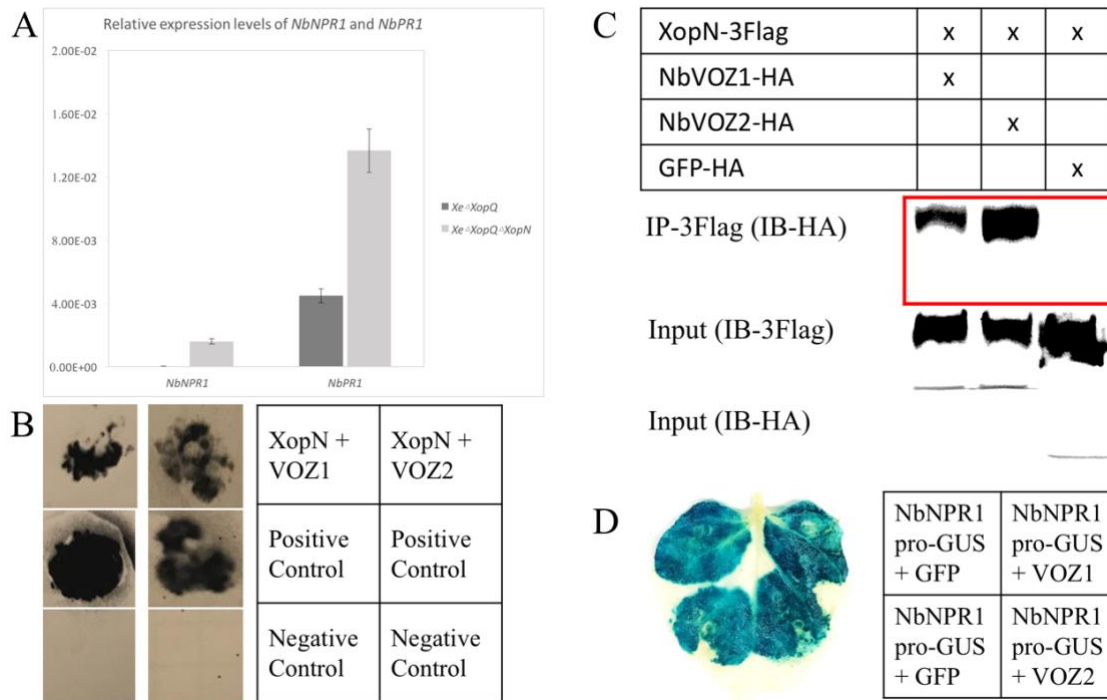 A
Relative expression levels of NbNPR1 and NbPR1
2.00E-02
1.60E-02
1.20E-02
8.00E-03
4.00E-03
0.00E+00
NbNPR1
NbPR1
Xe△XopQ
Xe△XopQ△XopN
B
XopN +
VOZ1
XopN +
VOZ2
Positive
Control
Positive
Control
Negative
Control
Negative
Control
C
XopN-3Flag x x x
NbVOZ1-HA x
NbVOZ2-HA x
GFP-HA x
IP-3Flag (IB-HA)
Input (IB-3Flag)
Input (IB-HA)
D
NbNPR1
pro-GUS
+ GFP
NbNPR1
pro-GUS
+ VOZ1
NbNPR1
pro-GUS
+ GFP
NbNPR1
pro-GUS
+ VOZ2